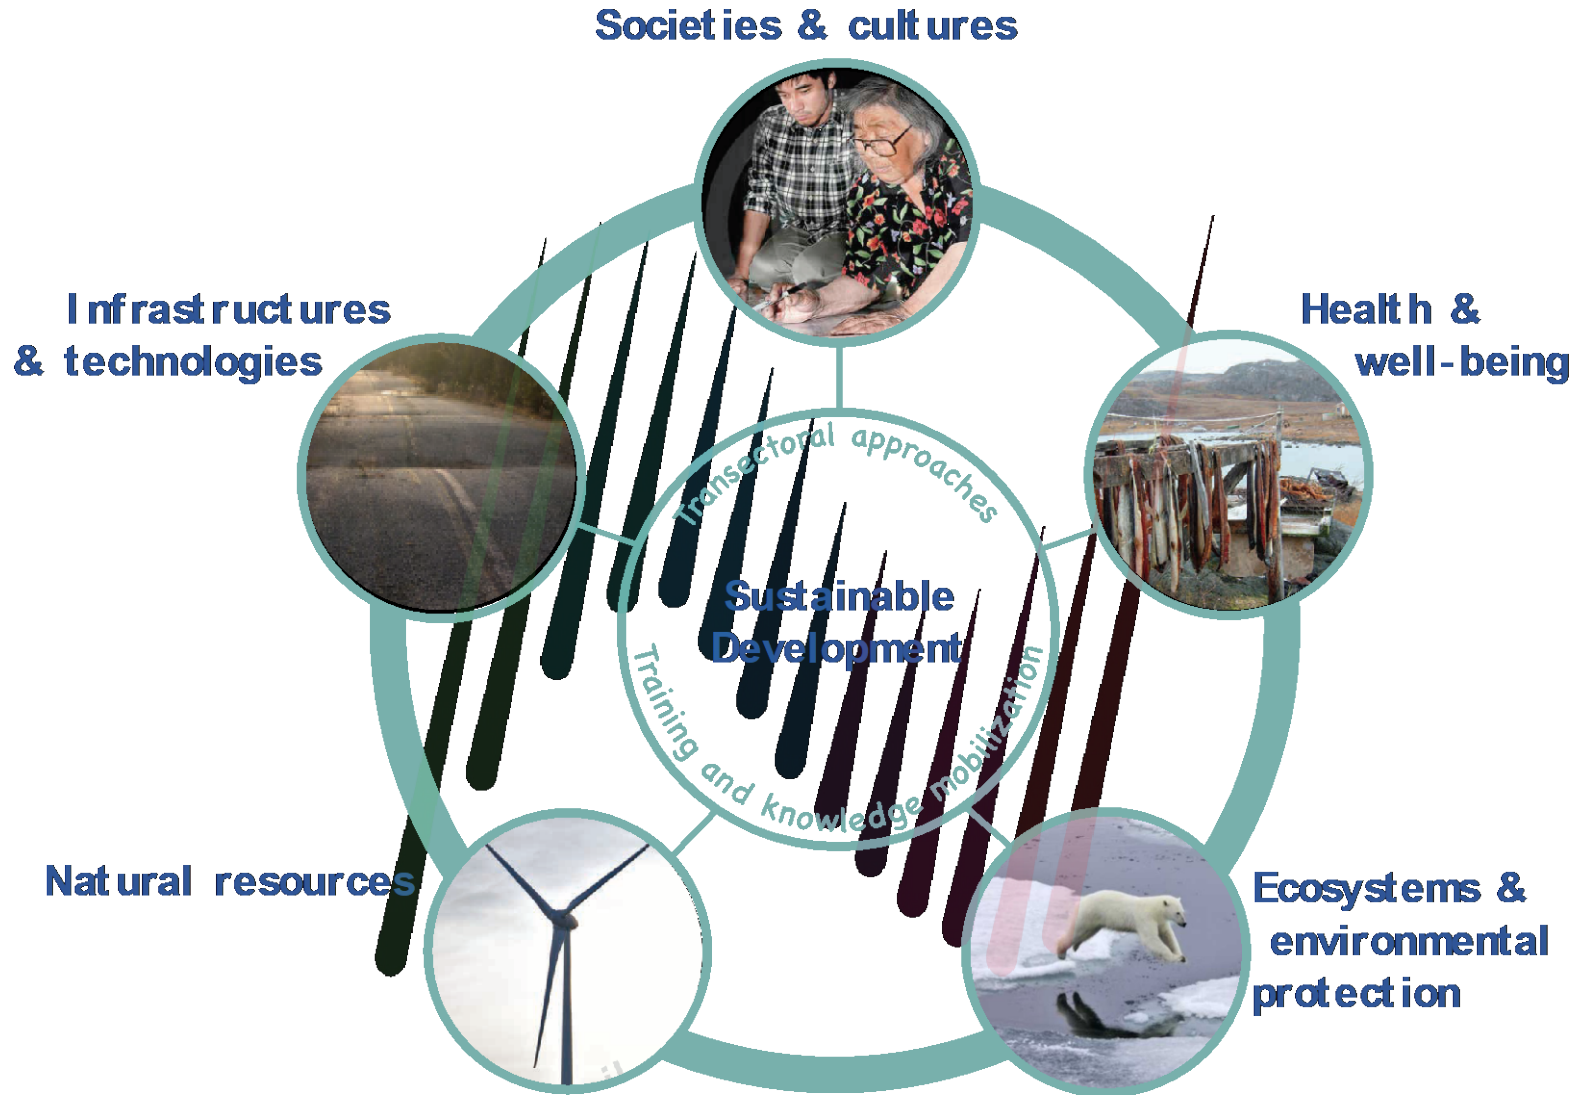 Societies & cultures
Infrastructures
& technologies
Health &
well-being
Transectoral approaches
Sustainable
Development
Training and knowledge mobilization
Natural resources
Ecosystems &
environmental
protection